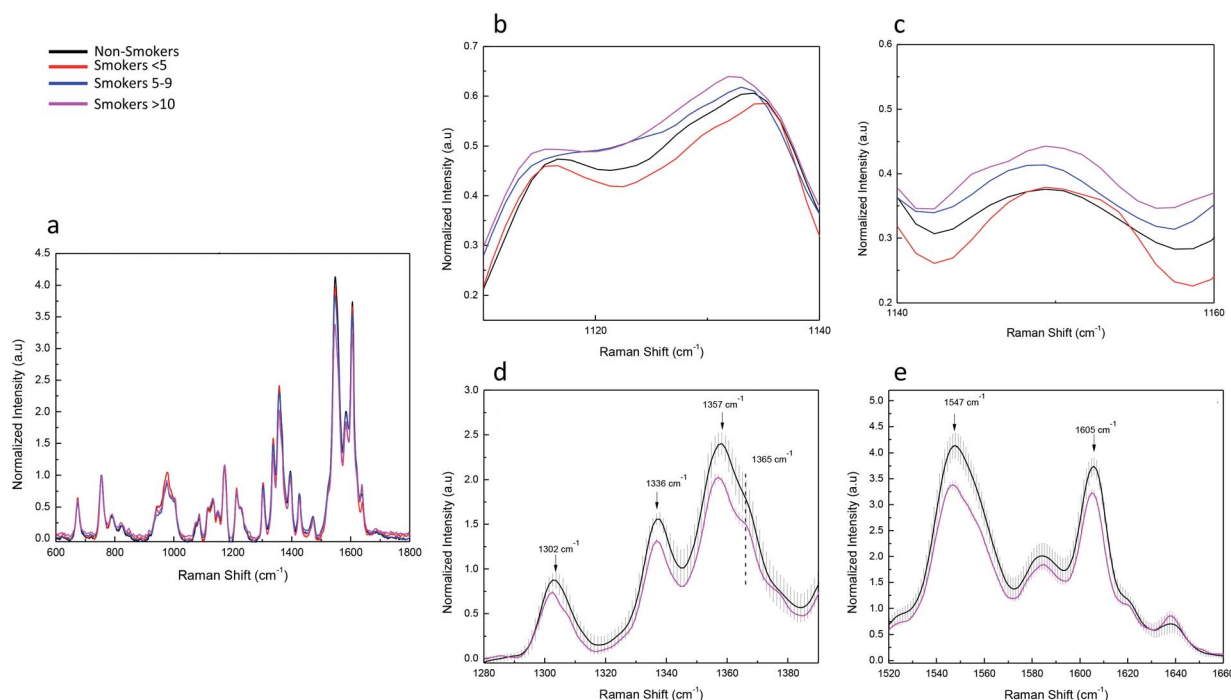 Non-Smokers
Smokers <5
Smokers 5-9
Smokers >10
a
Normalized Intensity (a.u)
4.5
4.0
3.5
3.0
2.5
2.0
1.5
1.0
0.5
0.0
600 800 1000 1200 1400 1600 1800
Raman Shift (cm⁻¹)
b
Normalized Intensity (a.u)
0.7
0.6
0.5
0.4
0.3
0.2
1120 1140
Raman Shift (cm⁻¹)
c
Normalized Intensity (a.u)
0.6
0.5
0.4
0.3
0.2
1140 1160
Raman Shift (cm⁻¹)
d
Normalized Intensity (a.u)
3.0
2.5
2.0
1.5
1.0
0.5
0.0
1357 cm⁻¹
1365 cm⁻¹
1336 cm⁻¹
1302 cm⁻¹
1280 1300 1320 1340 1360 1380
Raman Shift (cm⁻¹)
e
Normalized Intensity (a.u)
5.0
4.5
4.0
3.5
3.0
2.5
2.0
1.5
1.0
0.5
0.0
1547 cm⁻¹
1605 cm⁻¹
1520 1540 1560 1580 1600 1620 1640 1660
Raman Shift (cm⁻¹)